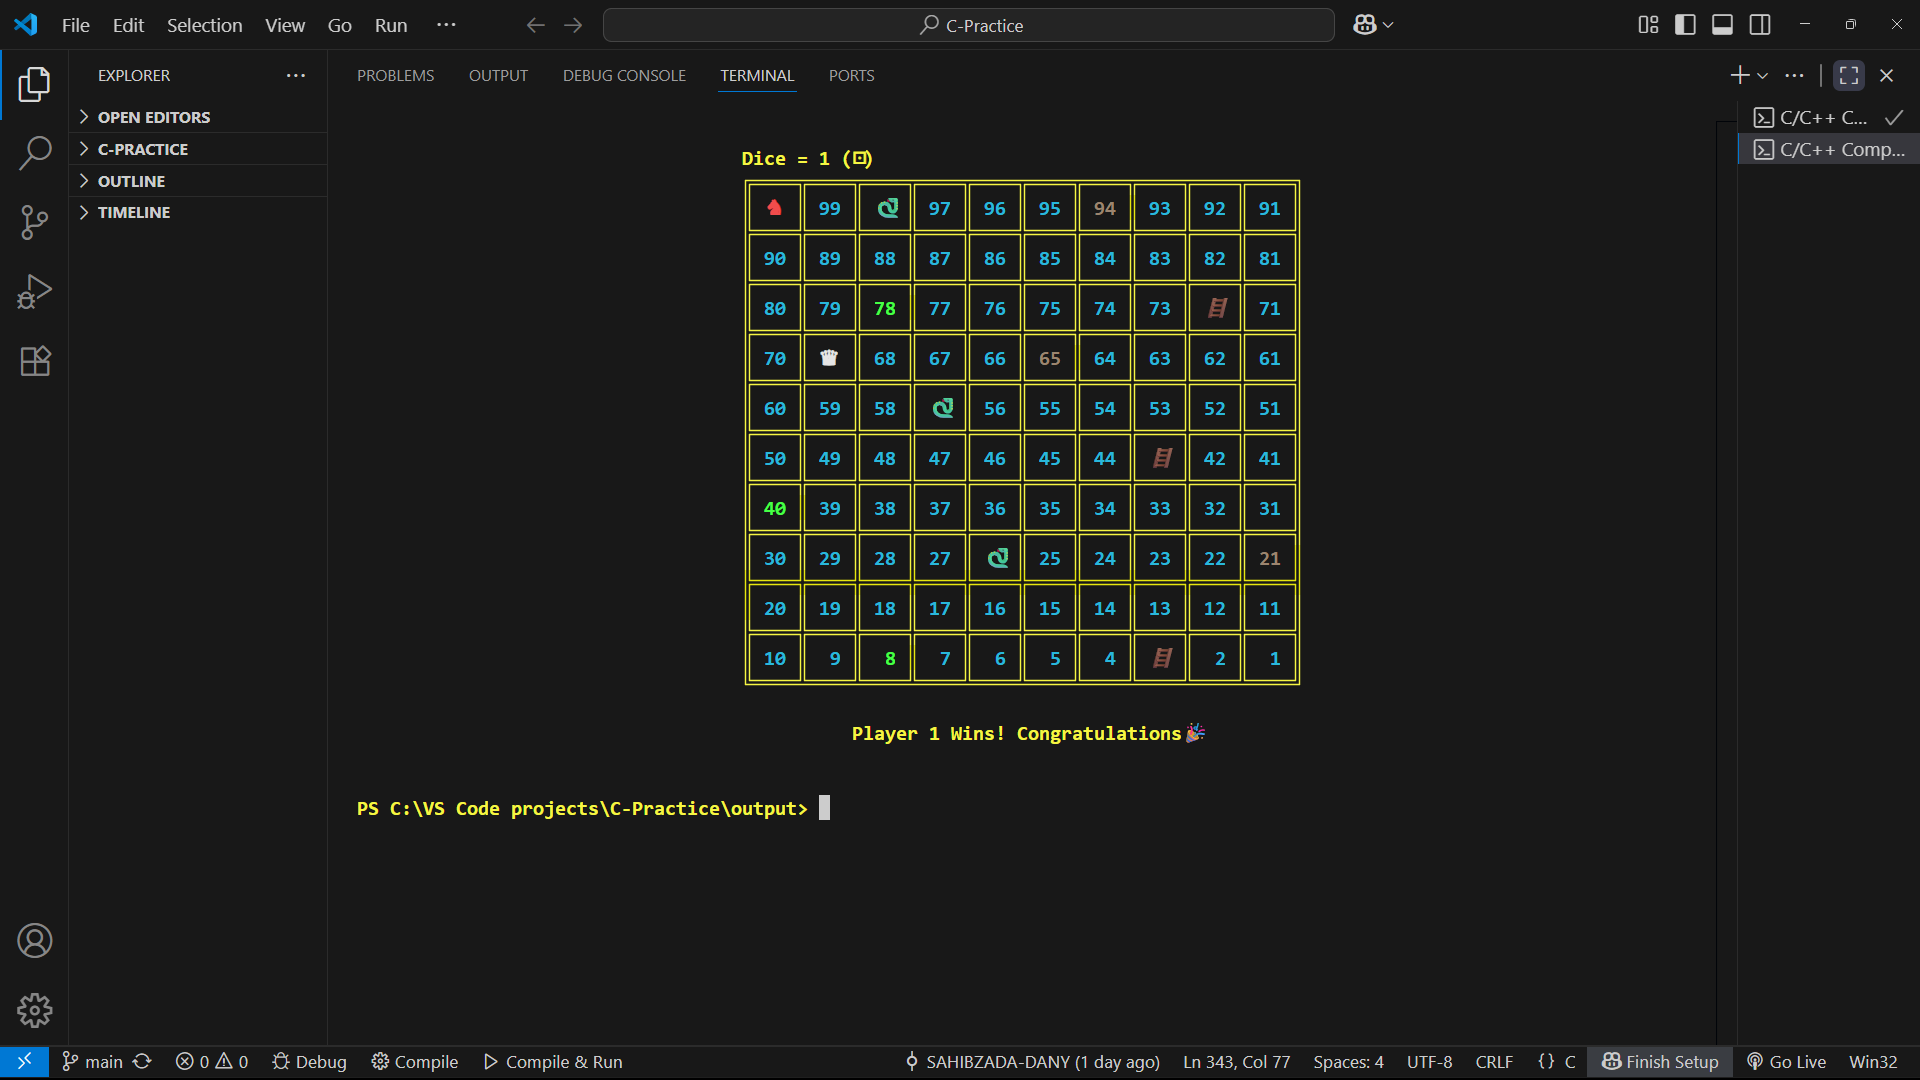 File Edit Selection View Go Run ··· C-Practice
EXPLORER ···
OPEN EDITORS
C-PRACTICE
OUTLINE
TIMELINE
PROBLEMS OUTPUT DEBUG CONSOLE TERMINAL PORTS
C/C++ C...
C/C++ Comp...
Dice = 1 (⚀)
♞ 99 🐍 97 96 95 94 93 92 91
90 89 88 87 86 85 84 83 82 81
80 79 78 77 76 75 74 73 🪜 71
70 ♛ 68 67 66 65 64 63 62 61
60 59 58 🐍 56 55 54 53 52 51
50 49 48 47 46 45 44 🪜 42 41
40 39 38 37 36 35 34 33 32 31
30 29 28 27 🐍 25 24 23 22 21
20 19 18 17 16 15 14 13 12 11
10 9 8 7 6 5 4 🪜 2 1
Player 1 Wins! Congratulations🎉
PS C:\VS Code projects\C-Practice\output>
main 0 0 Debug Compile Compile & Run SAHIBZADA-DANY (1 day ago) Ln 343, Col 77 Spaces: 4 UTF-8 CRLF {} C Finish Setup Go Live Win32